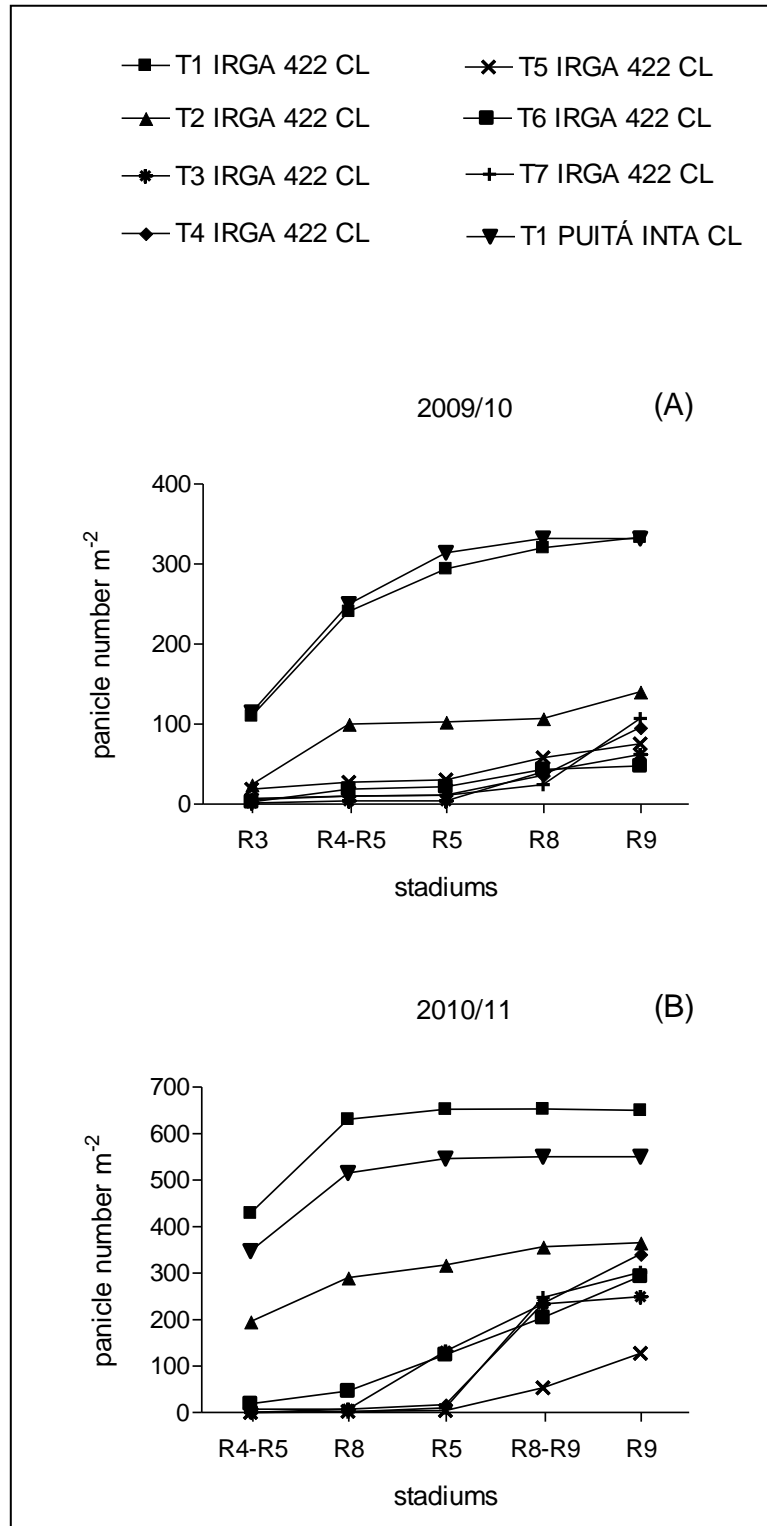 T1 IRGA 422 CL
T2 IRGA 422 CL
T3 IRGA 422 CL
T4 IRGA 422 CL
T5 IRGA 422 CL
T6 IRGA 422 CL
T7 IRGA 422 CL
T1 PUITÁ INTA CL
2009/10 (A)
400
300
200
100
0
panicle number m-2
R3 R4-R5 R5 R8 R9
stadiums
2010/11 (B)
700
600
500
400
300
200
100
0
panicle number m-2
R4-R5 R8 R5 R8-R9 R9
stadiums